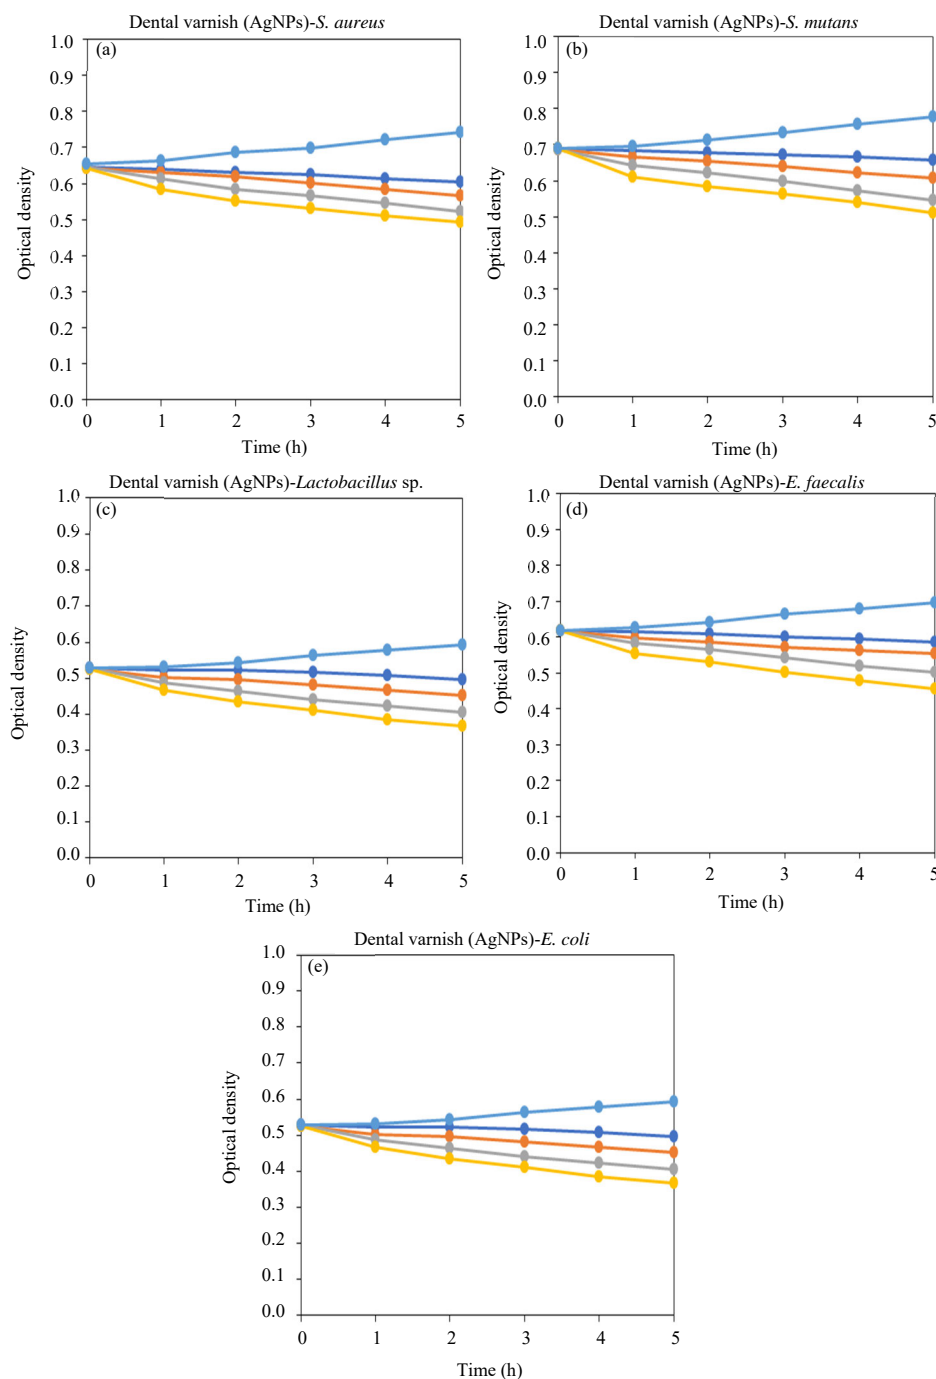 Dental varnish (AgNPs)-S. aureus
(a)
1.0
0.9
0.8
0.7
0.6
0.5
0.4
0.3
0.2
0.1
0.0
Optical density
0 1 2 3 4 5
Time (h)
Dental varnish (AgNPs)-S. mutans
(b)
1.0
0.9
0.8
0.7
0.6
0.5
0.4
0.3
0.2
0.1
0.0
Optical density
0 1 2 3 4 5
Time (h)
Dental varnish (AgNPs)-Lactobacillus sp.
(c)
1.0
0.9
0.8
0.7
0.6
0.5
0.4
0.3
0.2
0.1
0.0
Optical density
0 1 2 3 4 5
Time (h)
Dental varnish (AgNPs)-E. faecalis
(d)
1.0
0.9
0.8
0.7
0.6
0.5
0.4
0.3
0.2
0.1
0.0
Optical density
0 1 2 3 4 5
Time (h)
Dental varnish (AgNPs)-E. coli
(e)
1.0
0.9
0.8
0.7
0.6
0.5
0.4
0.3
0.2
0.1
0.0
Optical density
0 1 2 3 4 5
Time (h)